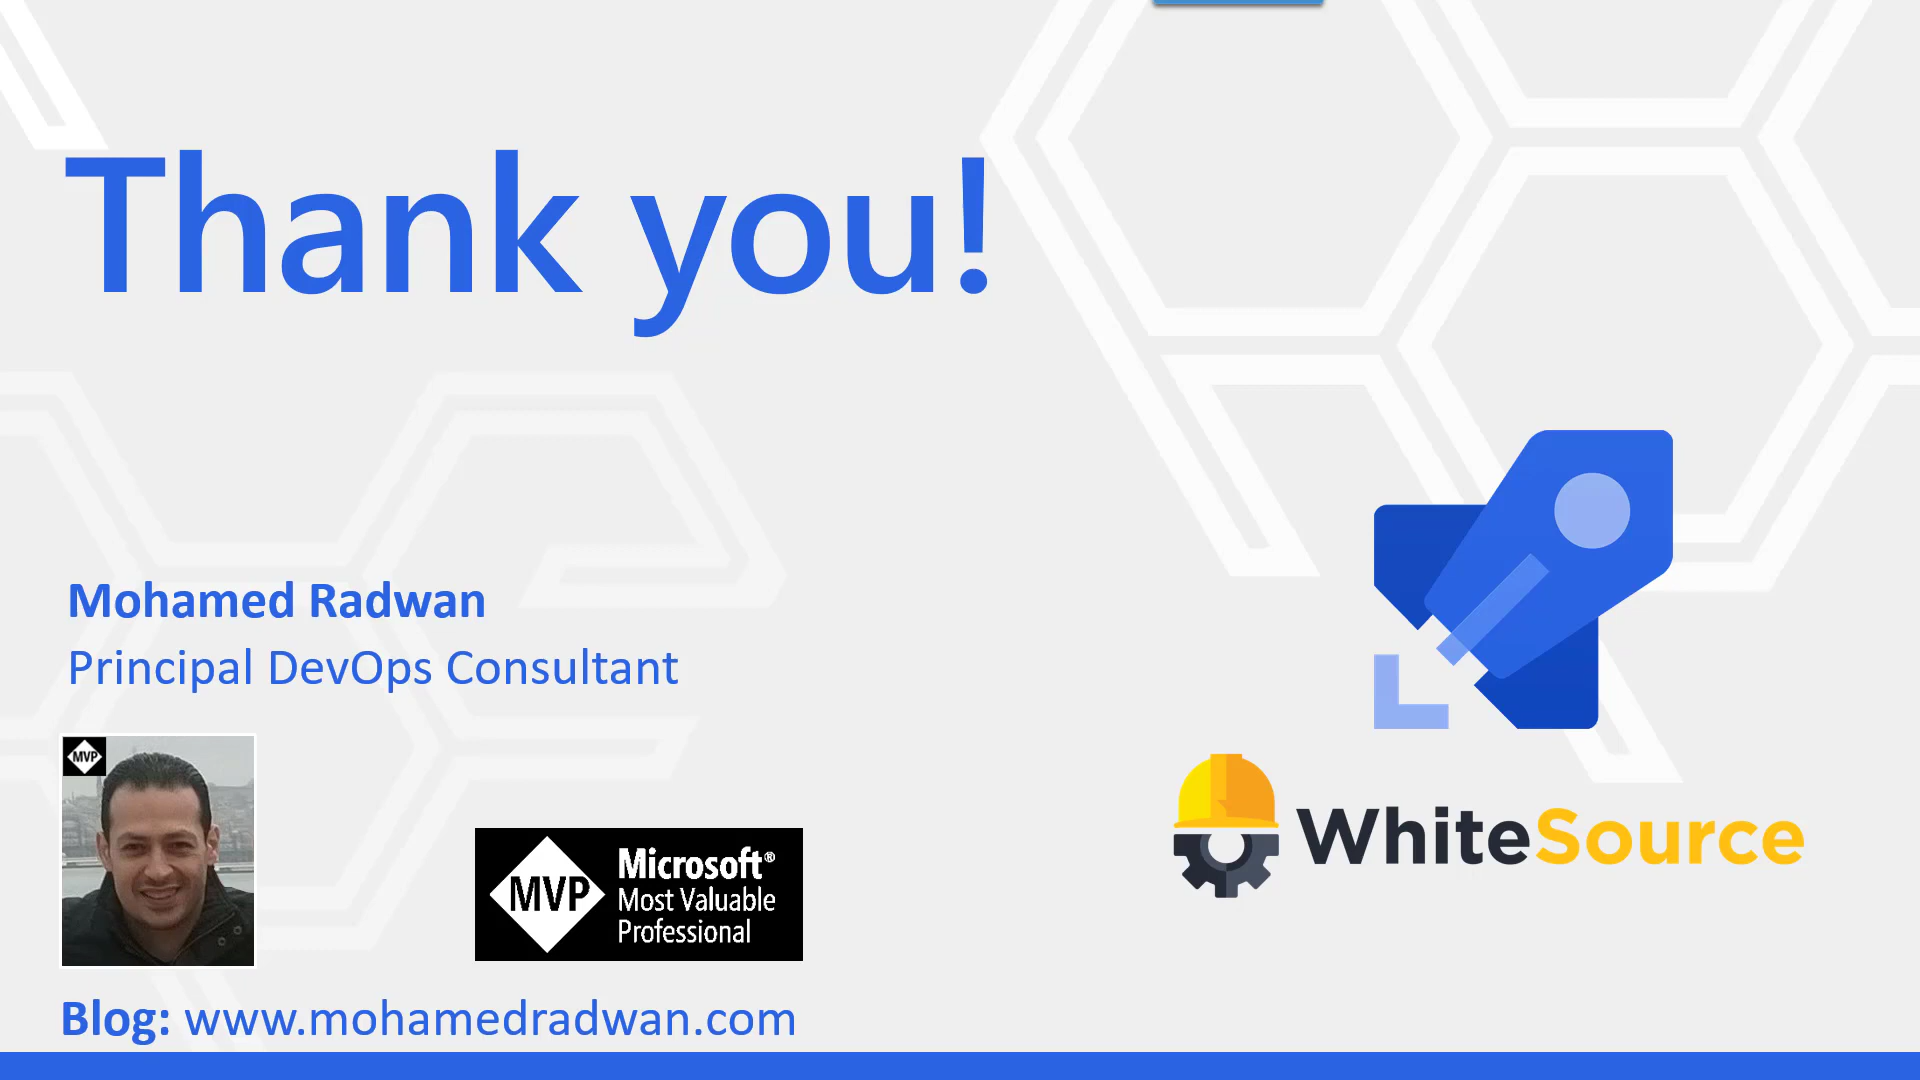 Thank you!
Mohamed Radwan
Principal DevOps Consultant
MVP
MVP
Microsoft®
Most Valuable
Professional
WhiteSource
Blog: www.mohamedradwan.com